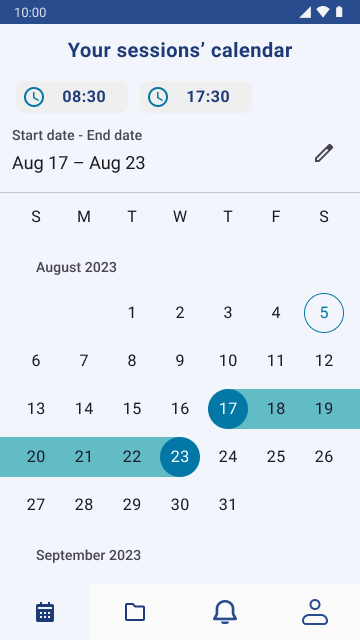 10:00
Your sessions’ calendar
08:30 17:30
Start date - End date
Aug 17 – Aug 23
S M T W T F S
August 2023
1 2 3 4 5
6 7 8 9 10 11 12
13 14 15 16 17 18 19
20 21 22 23 24 25 26
27 28 29 30 31
September 2023